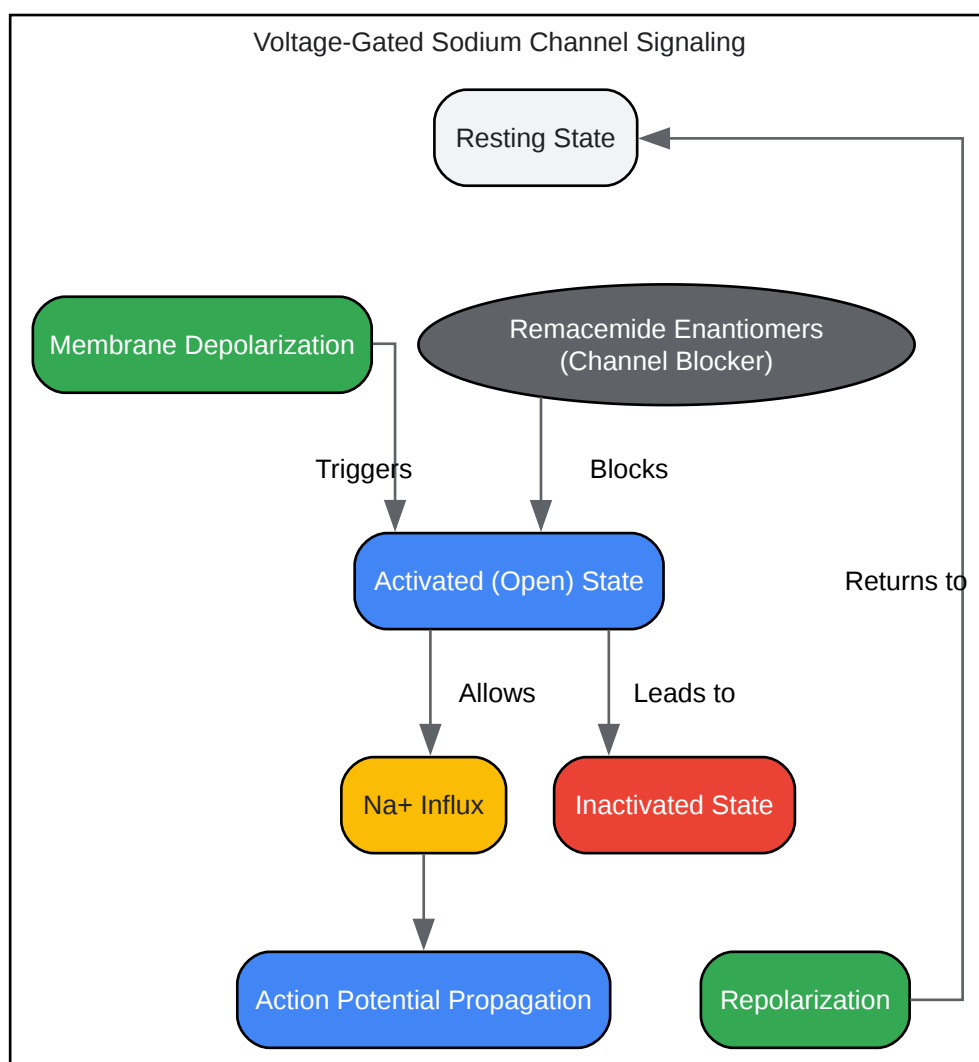 Voltage-Gated Sodium Channel Signaling
Resting State
Membrane Depolarization
Remacemide Enantiomers
(Channel Blocker)
Triggers
Blocks
Activated (Open) State
Returns to
Allows
Leads to
Na+ Influx
Inactivated State
Action Potential Propagation
Repolarization